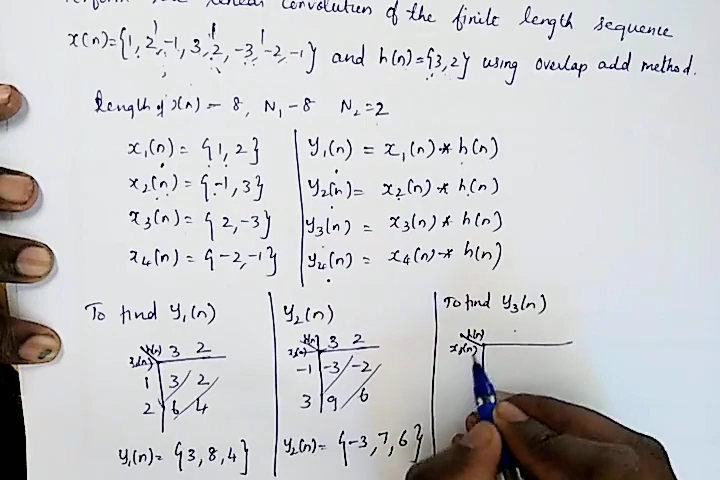 linear convolution of the finite length sequence
x(n)={1, 2, -1, 3, 2, -3, -2, -1} and h(n)={3, 2} using overlap add method.
Length of x(n) - 8, N₁ - 8 N₂ = 2
x₁(n) = {1, 2} y₁(n) = x₁(n) * h(n)
x₂(n) = {-1, 3} y₂(n) = x₂(n) * h(n)
x₃(n) = {2, -3} y₃(n) = x₃(n) * h(n)
x₄(n) = {-2, -1} y₄(n) = x₄(n) * h(n)
To find y₁(n)
h(n) 3 2
x₁(n)
1 3 2
2 6 4
y₁(n) = {3, 8, 4}
y₂(n)
h(n) 3 2
x₂(n)
-1 -3 -2
3 9 6
y₂(n) = {-3, 7, 6}
To find y₃(n)
h(n)
x₃(n)